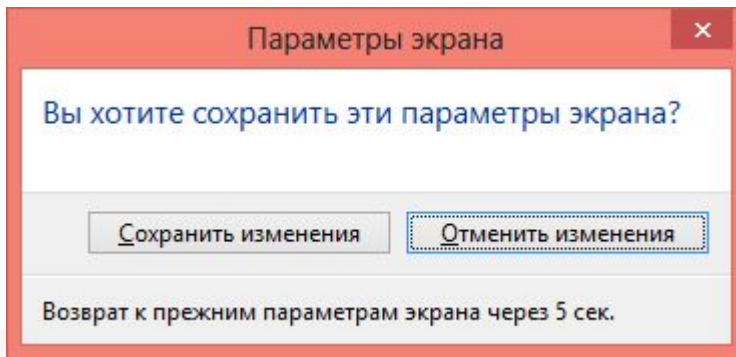 Параметры экрана
Вы хотите сохранить эти параметры экрана?
Сохранить изменения Отменить изменения
Возврат к прежним параметрам экрана через 5 сек.